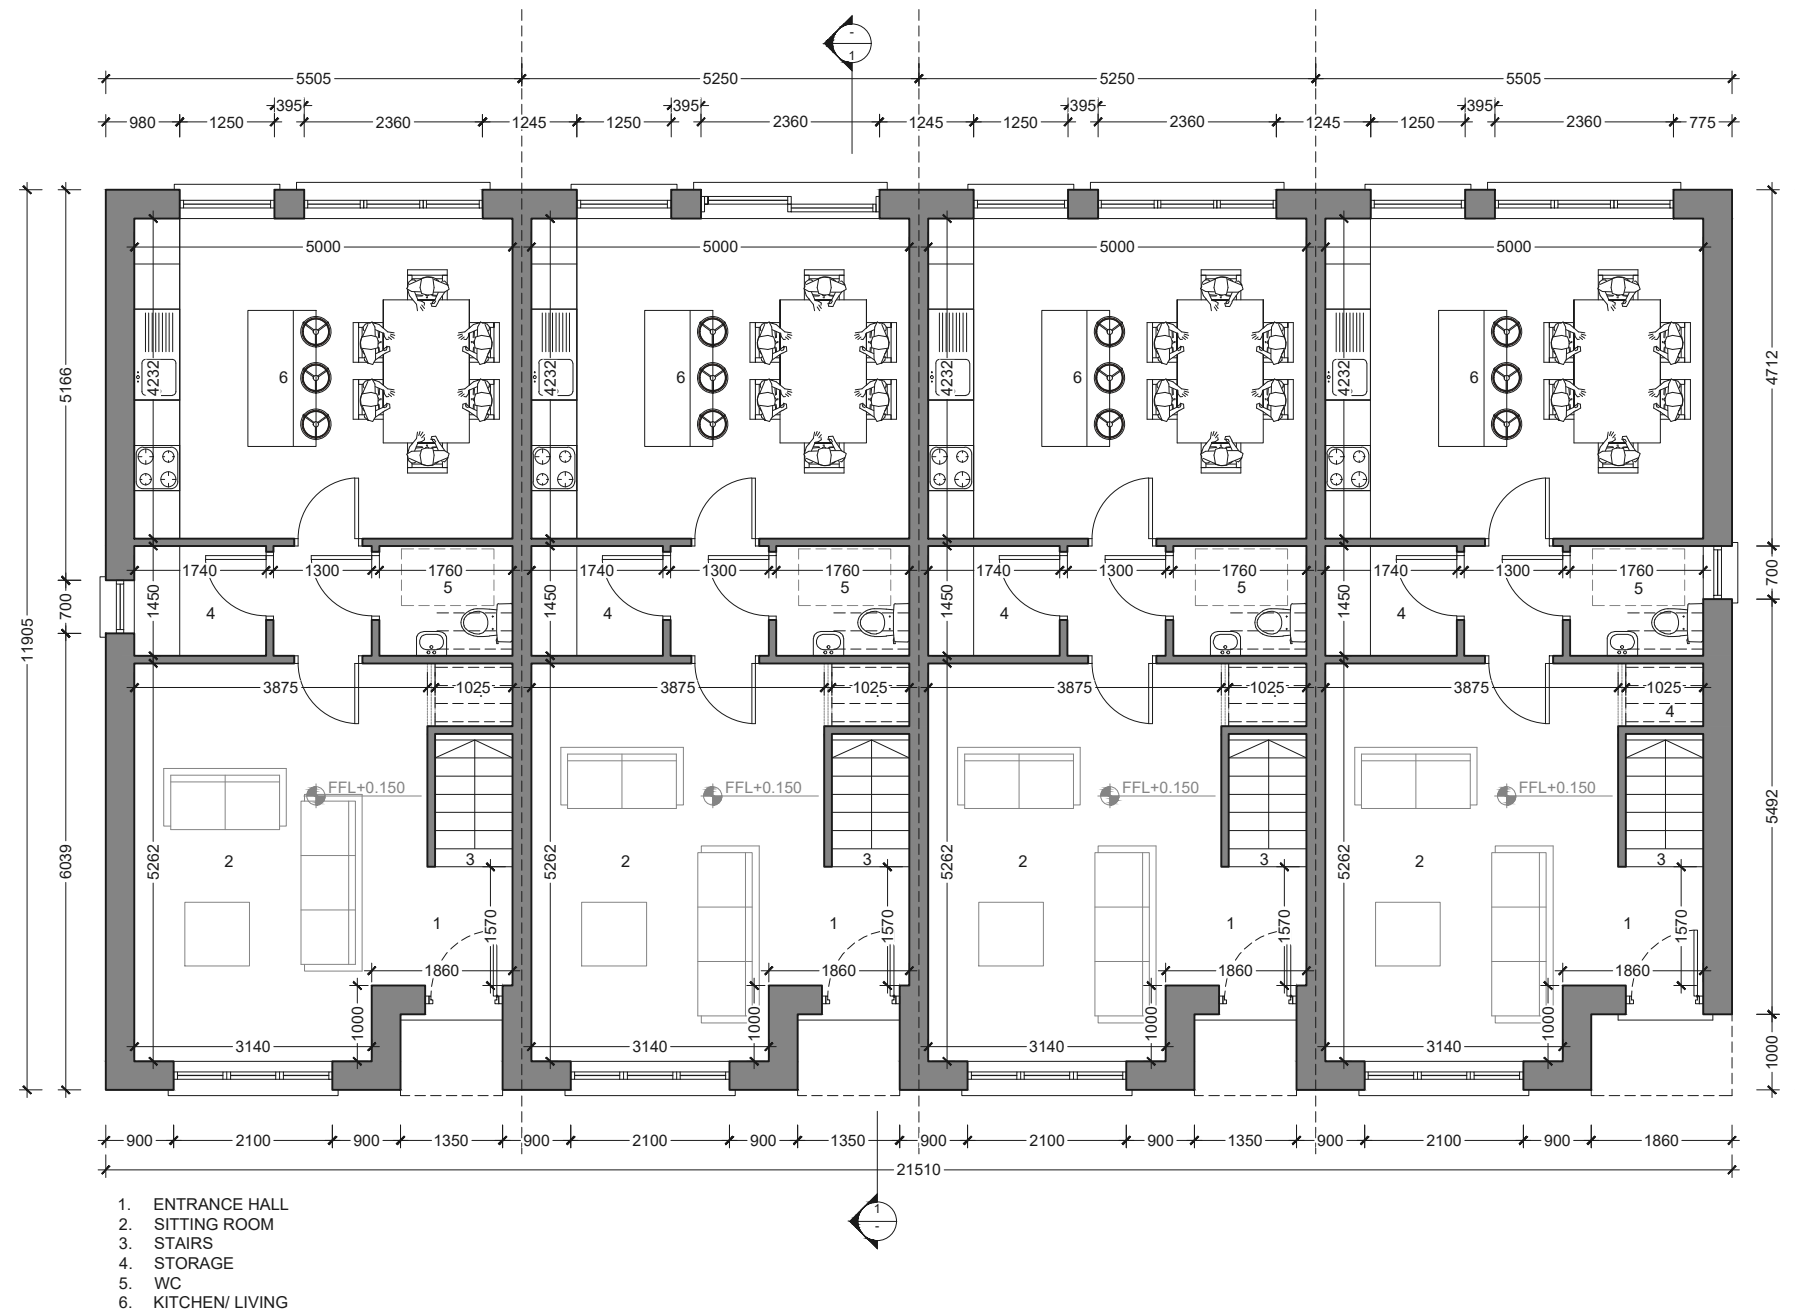 -
1
5505 5250 5250 5505
395 395 395 395
980 1250 2360 1245 1250 2360 1245 1250 2360 1245 1250 2360 775
5000 5000 5000 5000
11905
5166
700
6039
4712
700
5492
1000
4232 4232 4232 4232
6 6 6 6
1740 1300 1760 1740 1300 1760 1740 1300 1760 1740 1300 1760
5 5 5 5
1450 1450 1450 1450
4 4 4 4
3875 1025 3875 1025 3875 1025 3875 1025
4
FFL+0.150 FFL+0.150 FFL+0.150 FFL+0.150
2 3 2 3 2 3 2 3
5262 5262 5262 5262
1 1 1 1
1570 1570 1570 1570
1860 1860 1860 1860
1000 1000 1000 1000
3140 3140 3140 3140
900 2100 900 1350 900 2100 900 1350 900 2100 900 1350 900 2100 900 1860
21510
1
-
1. ENTRANCE HALL
2. SITTING ROOM
3. STAIRS
4. STORAGE
5. WC
6. KITCHEN/ LIVING